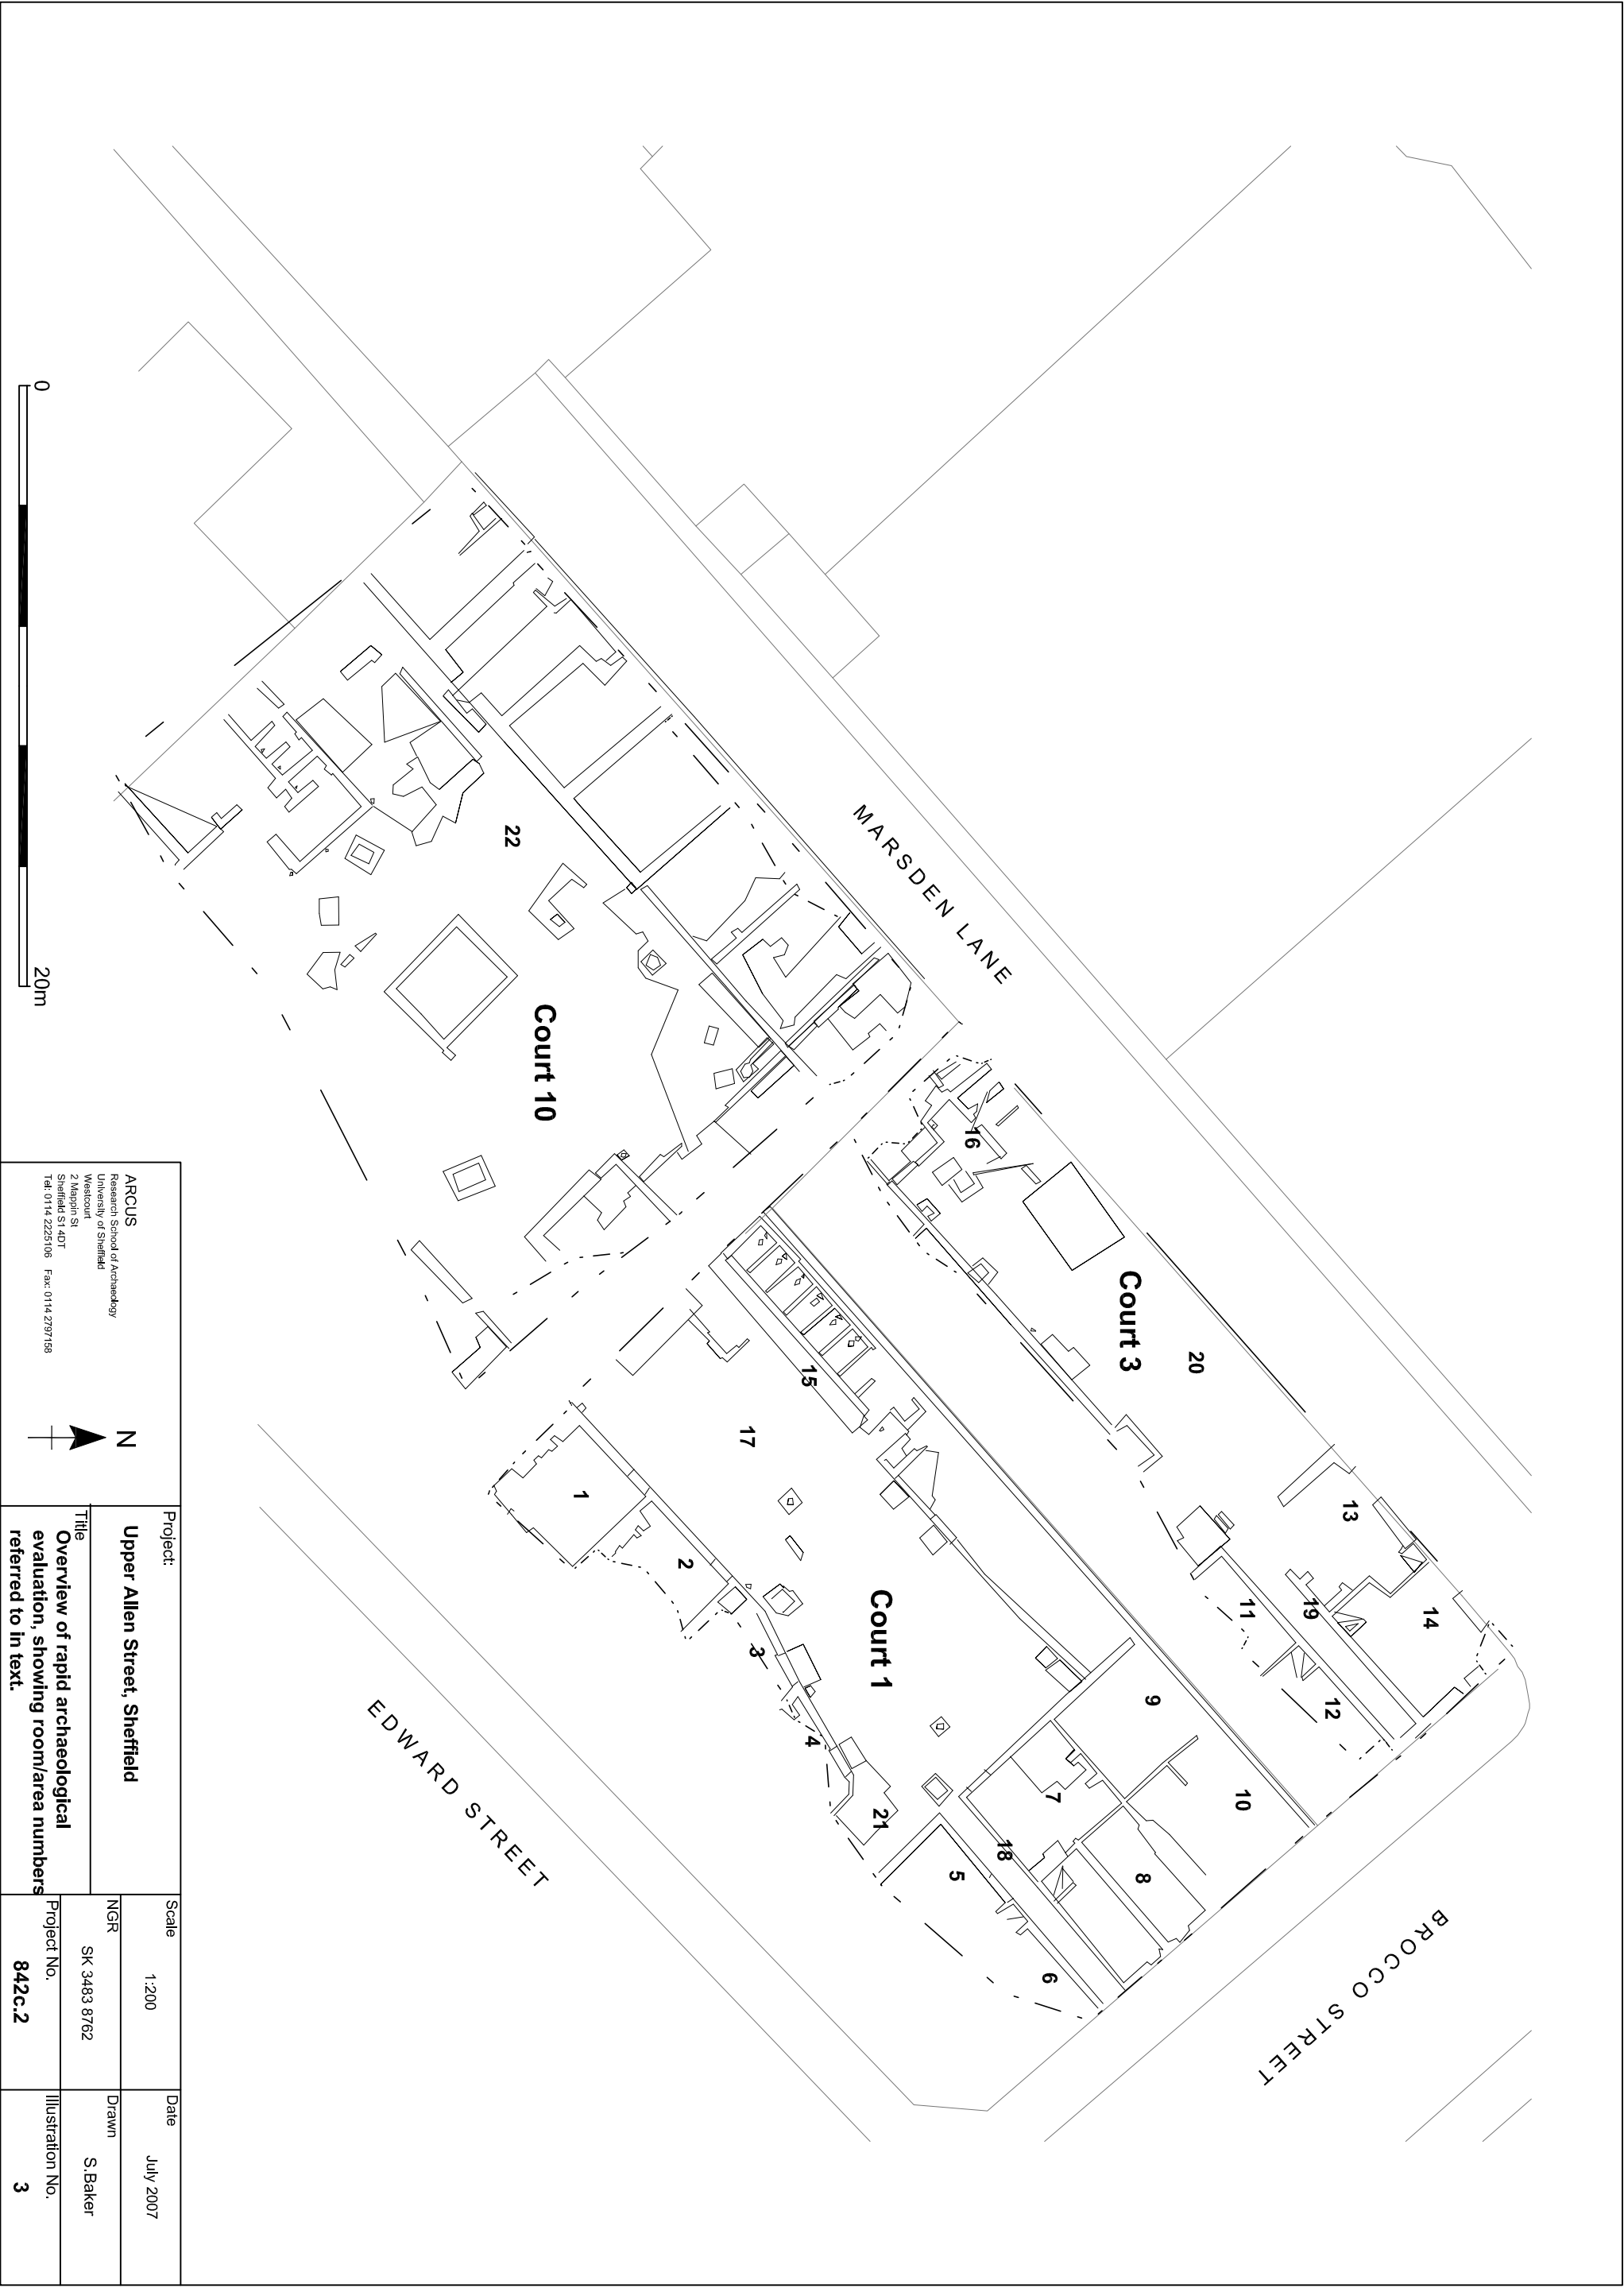 MARSDEN LANE
BROCCO STREET
EDWARD STREET
Court 3
Court 10
Court 1
20
13
14
16
19
11
12
9
10
22
15
17
7
8
18
1
2
3
4
21
5
6
0
20m
ARCUS
Research School of Archaeology
University of Sheffield
Westcourt
2 Mappin St
Sheffield S1 4DT
Tel: 0114 2225106 Fax: 0114 2797158
N
Project:
Upper Allen Street, Sheffield
Title
Overview of rapid archaeological
evaluation, showing room/area numbers
referred to in text.
Scale
1:200
Date
July 2007
NGR
SK 3483 8762
Drawn
S.Baker
Project No.
842c.2
Illustration No.
3